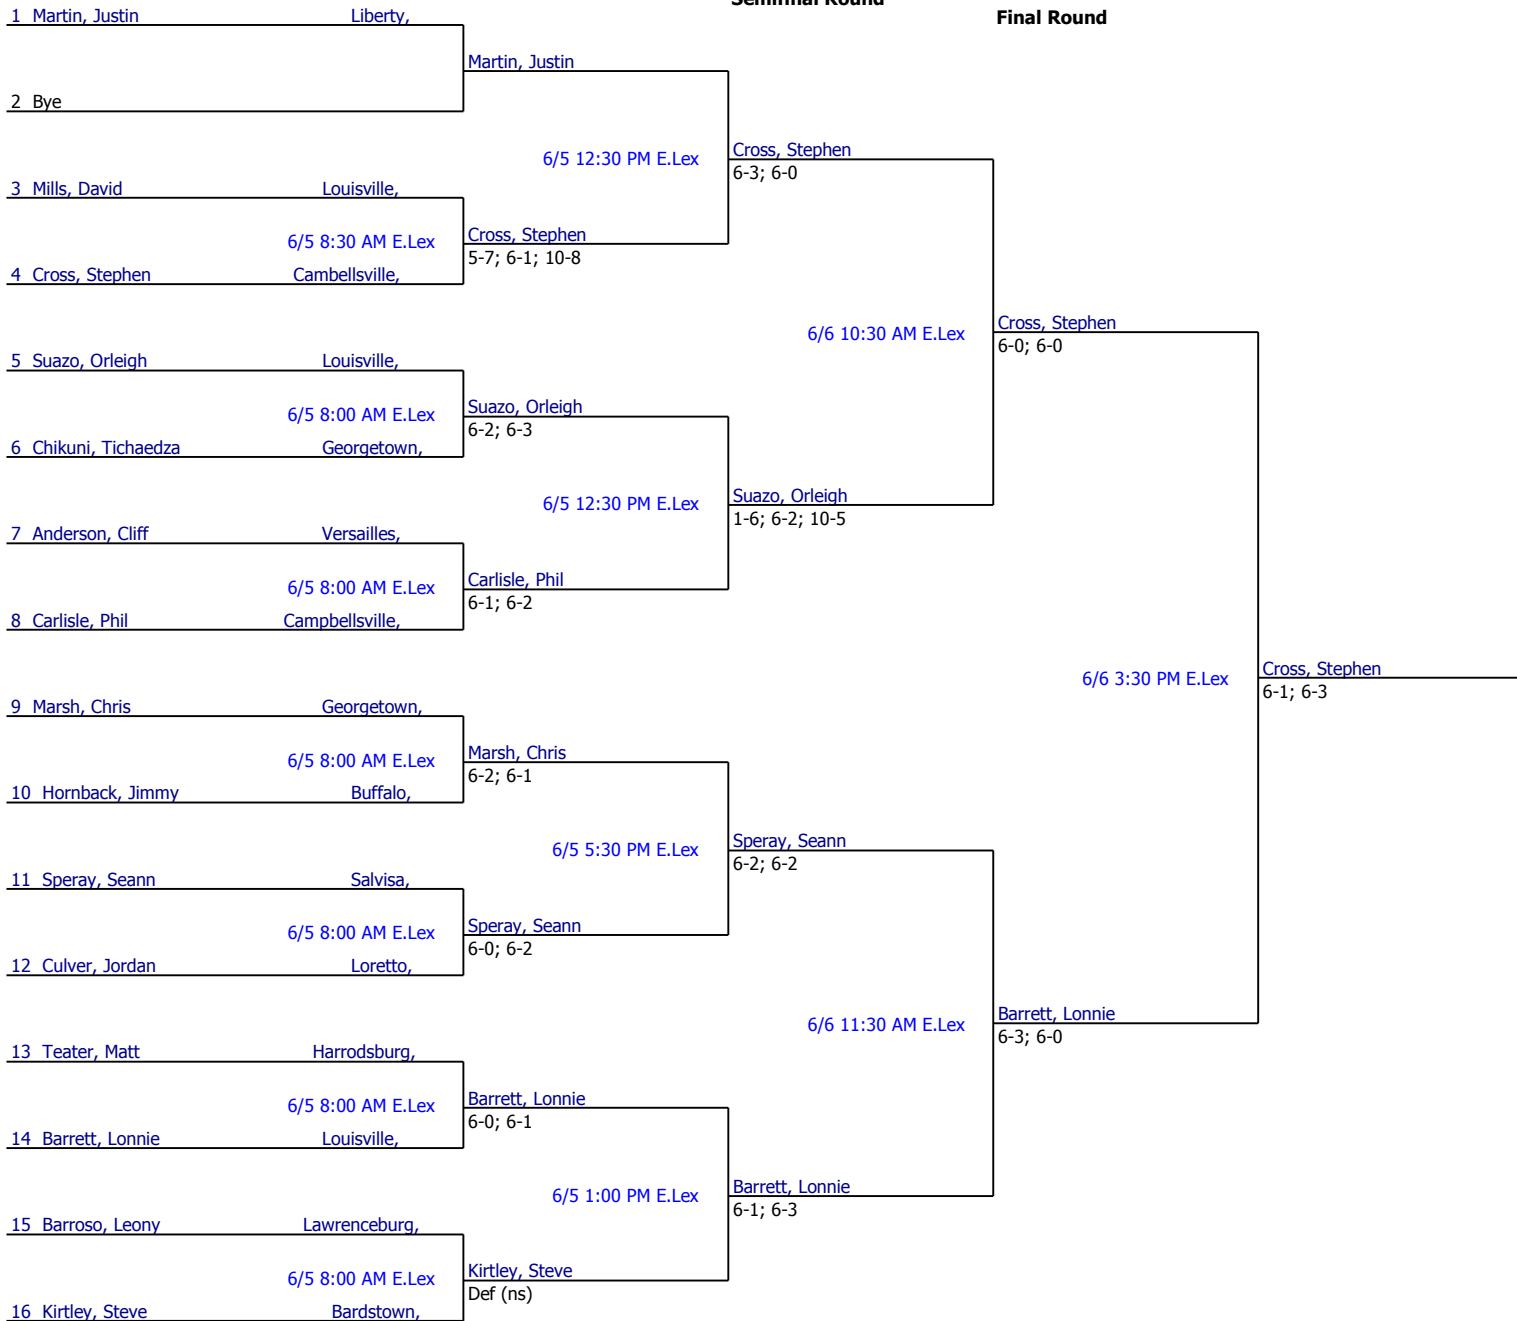 Semifinal Round
Final Round
1 Martin, Justin Liberty,
Martin, Justin
2 Bye
6/5 12:30 PM E.Lex
Cross, Stephen
6-3; 6-0
3 Mills, David Louisville,
6/5 8:30 AM E.Lex
Cross, Stephen
5-7; 6-1; 10-8
4 Cross, Stephen Cambellsville,
6/6 10:30 AM E.Lex
Cross, Stephen
6-0; 6-0
5 Suazo, Orleigh Louisville,
6/5 8:00 AM E.Lex
Suazo, Orleigh
6-2; 6-3
6 Chikuni, Tichaedza Georgetown,
6/5 12:30 PM E.Lex
Suazo, Orleigh
1-6; 6-2; 10-5
7 Anderson, Cliff Versailles,
6/5 8:00 AM E.Lex
Carlisle, Phil
6-1; 6-2
8 Carlisle, Phil Campbellsville,
6/6 3:30 PM E.Lex
Cross, Stephen
6-1; 6-3
9 Marsh, Chris Georgetown,
6/5 8:00 AM E.Lex
Marsh, Chris
6-2; 6-1
10 Hornback, Jimmy Buffalo,
6/5 5:30 PM E.Lex
Speray, Seann
6-2; 6-2
11 Speray, Seann Salvisa,
6/5 8:00 AM E.Lex
Speray, Seann
6-0; 6-2
12 Culver, Jordan Loretto,
6/6 11:30 AM E.Lex
Barrett, Lonnie
6-3; 6-0
13 Teater, Matt Harrodsburg,
6/5 8:00 AM E.Lex
Barrett, Lonnie
6-0; 6-1
14 Barrett, Lonnie Louisville,
6/5 1:00 PM E.Lex
Barrett, Lonnie
6-1; 6-3
15 Barroso, Leony Lawrenceburg,
6/5 8:00 AM E.Lex
Kirtley, Steve
Def (ns)
16 Kirtley, Steve Bardstown,